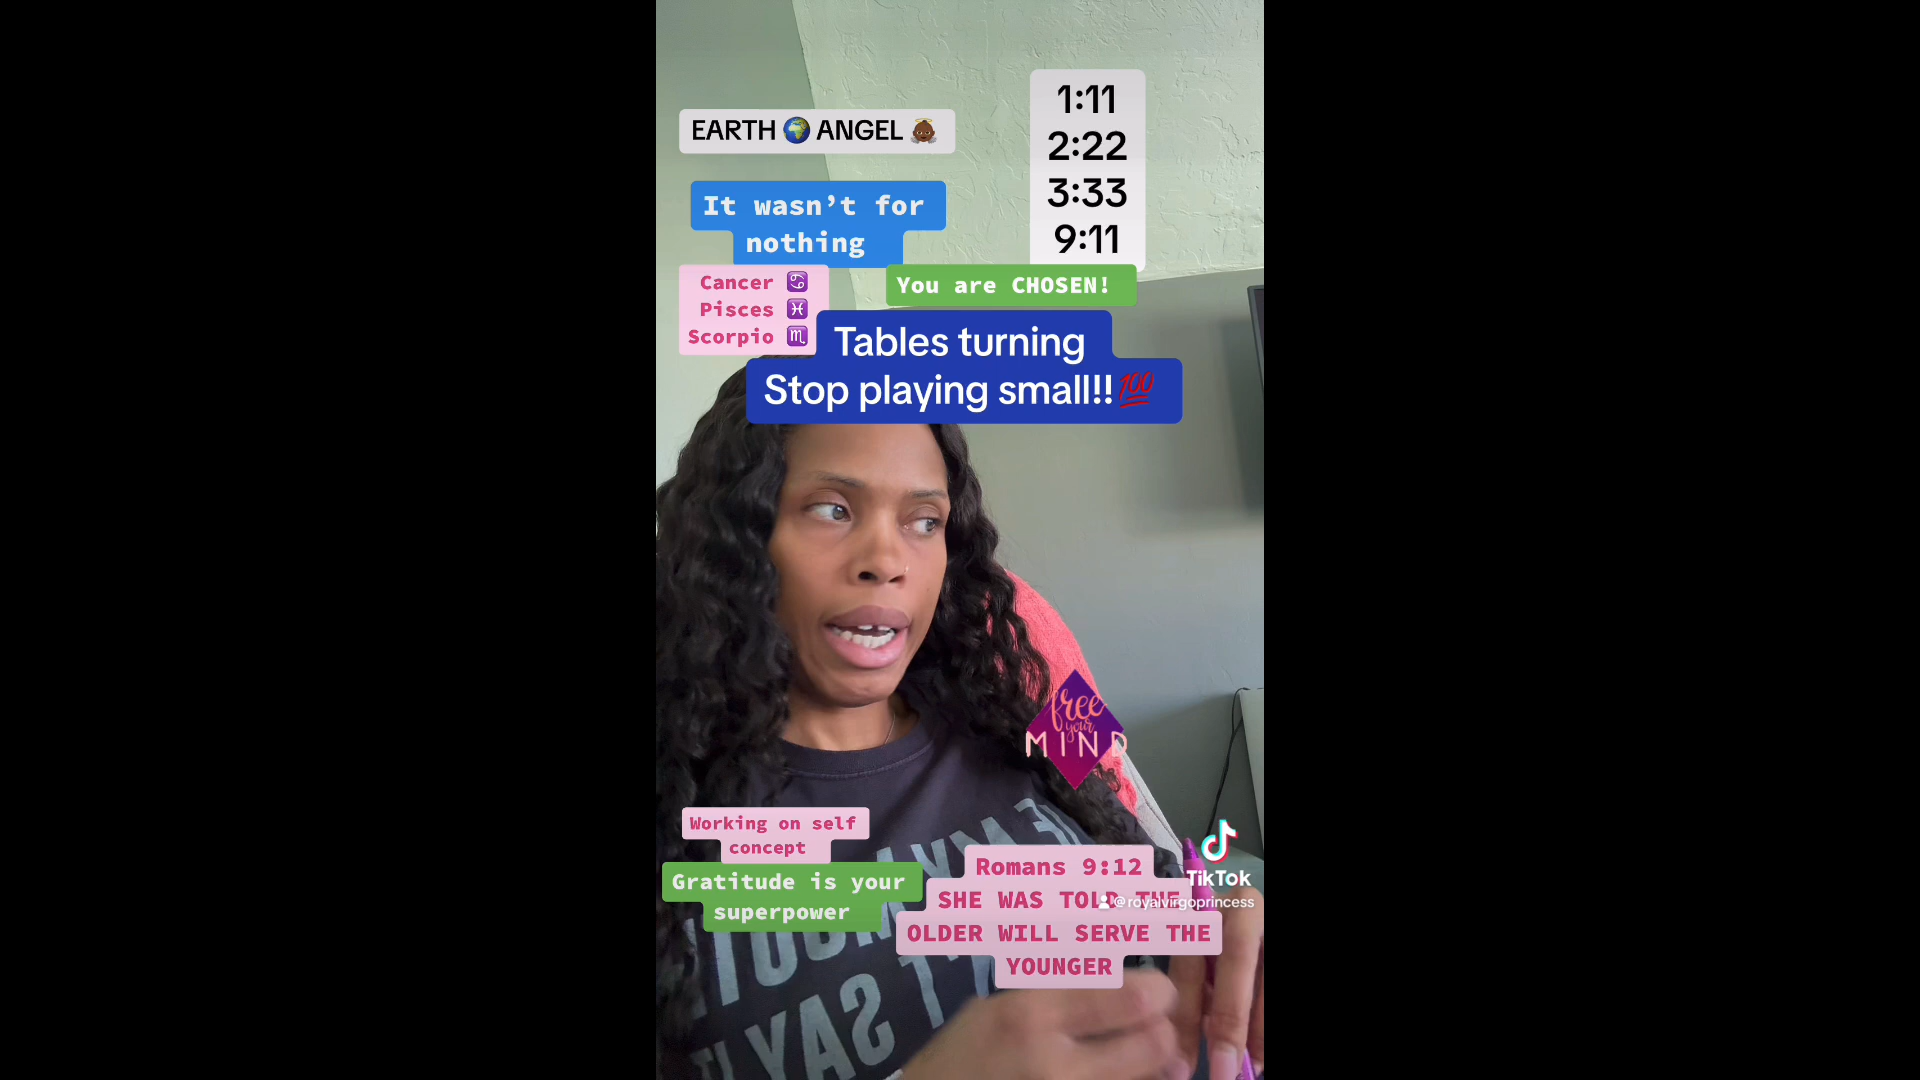 1:11
2:22
3:33
9:11
EARTH 🌍 ANGEL 👼🏾
It wasn’t for
nothing
Cancer ♋
Pisces ♓
Scorpio ♏
You are CHOSEN!
Tables turning
Stop playing small!!💯
free
your
MIND
Working on self
concept
Gratitude is your
superpower
Romans 9:12
SHE WAS TOLD THE
OLDER WILL SERVE THE
YOUNGER
TikTok
@royalvirgoprincess
SAY